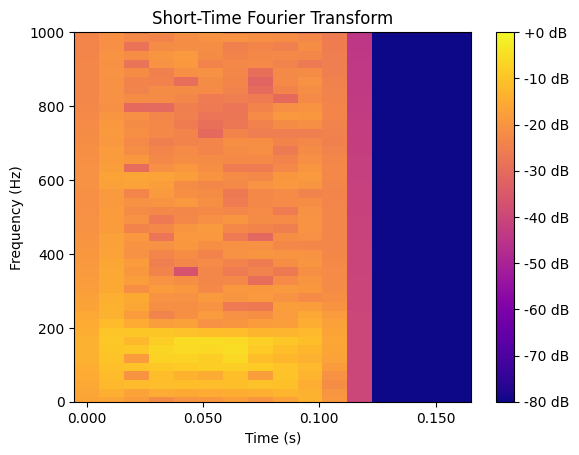 Short-Time Fourier Transform
1000
800
600
400
200
0
Frequency (Hz)
0.000
0.050
0.100
0.150
Time (s)
+0 dB
-10 dB
-20 dB
-30 dB
-40 dB
-50 dB
-60 dB
-70 dB
-80 dB